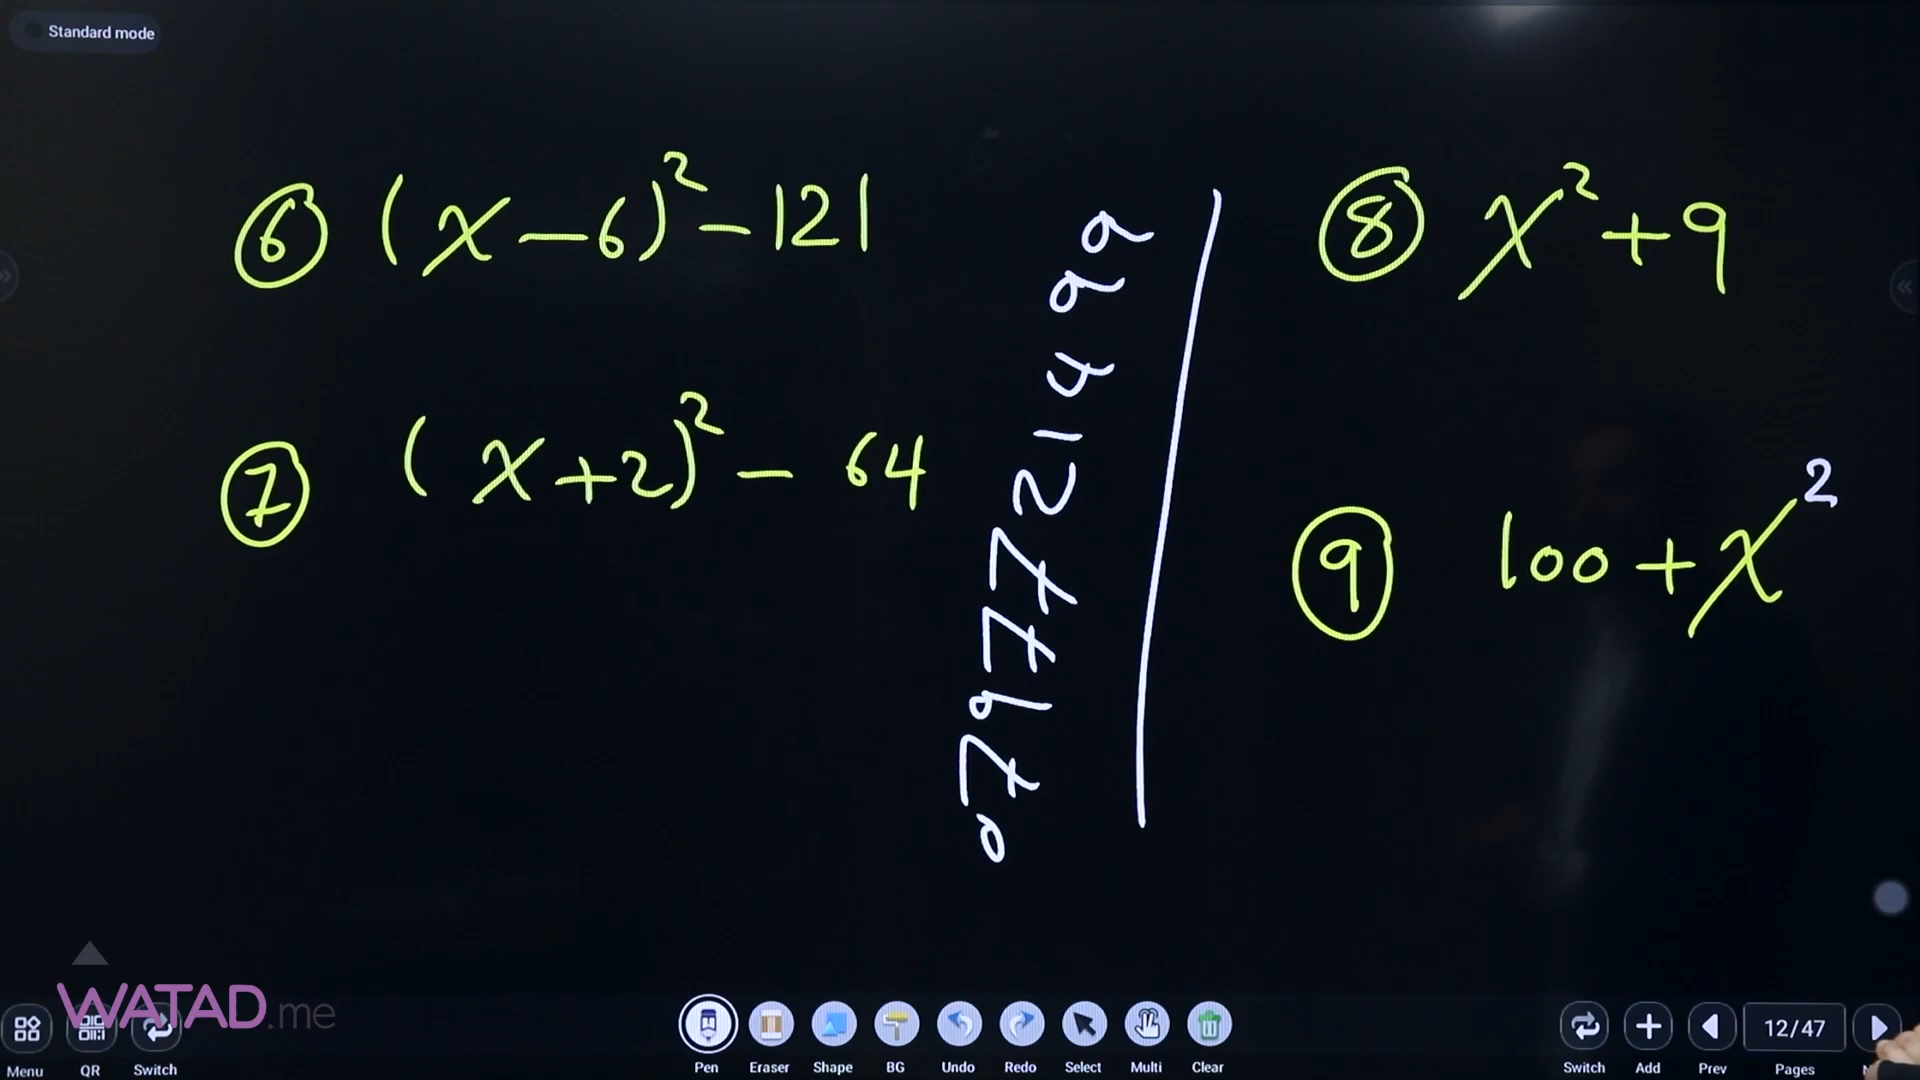 Standard mode
⑥ (x-6)² - 121
⑦ (x+2)² - 64
0797721499
⑧ x² + 9
⑨ 100 + x²
WATAD.me
Menu QR Switch
Pen Eraser Shape BG Undo Redo Select Multi Clear
12/47
Switch Add Prev Pages